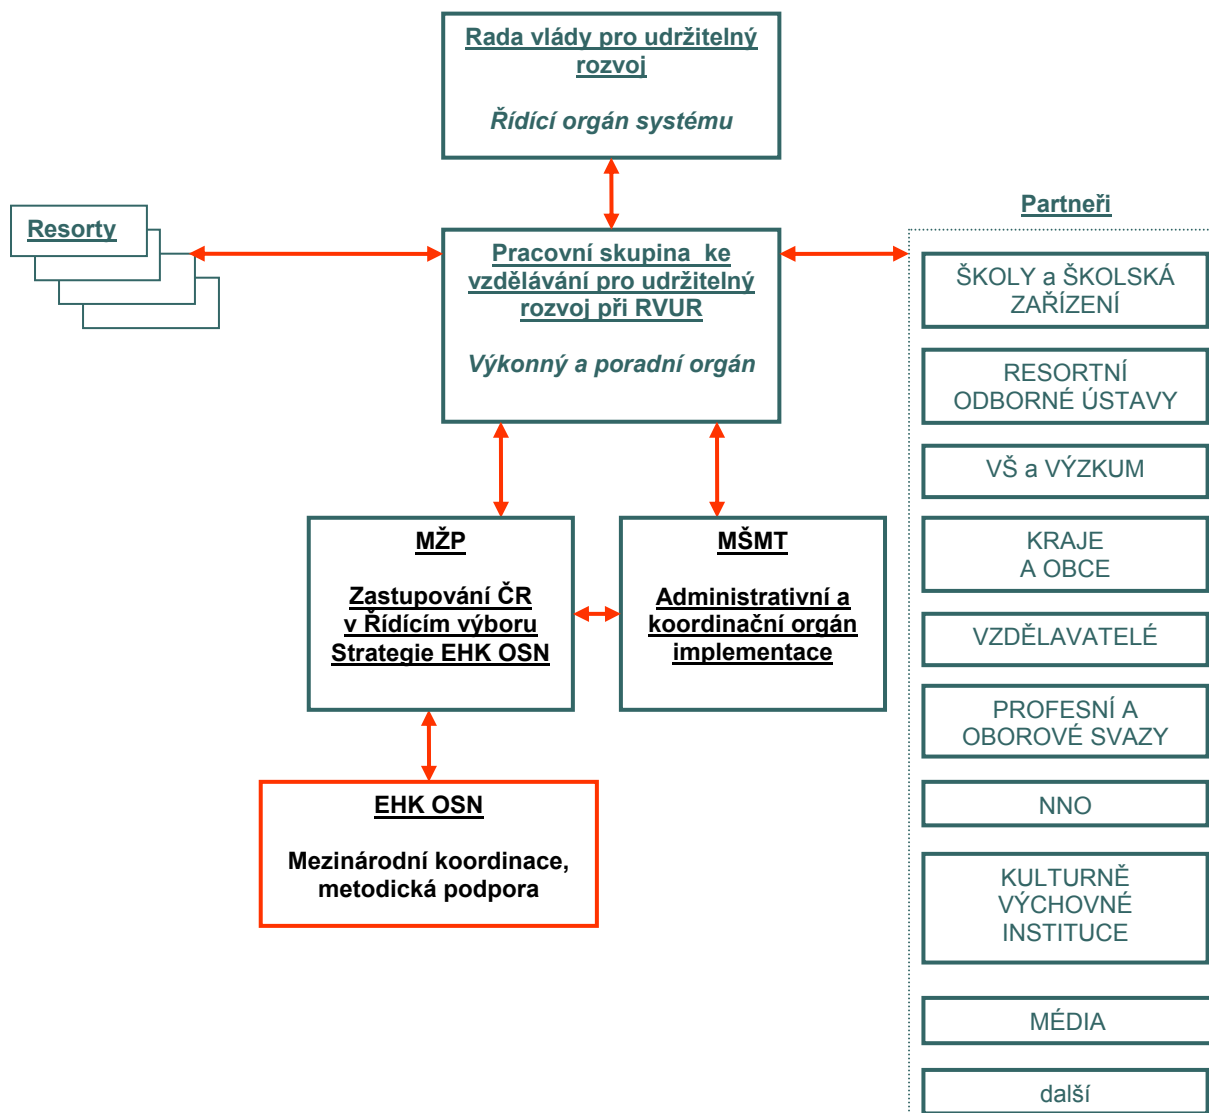 Rada vlády pro udržitelný
rozvoj
Řídící orgán systému
Resorty
Pracovní skupina  ke
vzdělávání pro udržitelný
rozvoj při RVUR
Výkonný a poradní orgán
MŽP
Zastupování ČR
v Řídícím výboru
Strategie EHK OSN
MŠMT
Administrativní a
koordinační orgán
implementace
EHK OSN
Mezinárodní koordinace,
metodická podpora
Partneři
ŠKOLY a ŠKOLSKÁ
ZAŘÍZENÍ
RESORTNÍ
ODBORNÉ ÚSTAVY
VŠ a VÝZKUM
KRAJE
A OBCE
VZDĚLAVATELÉ
PROFESNÍ A
OBOROVÉ SVAZY
NNO
KULTURNĚ
VÝCHOVNÉ
INSTITUCE
MÉDIA
další